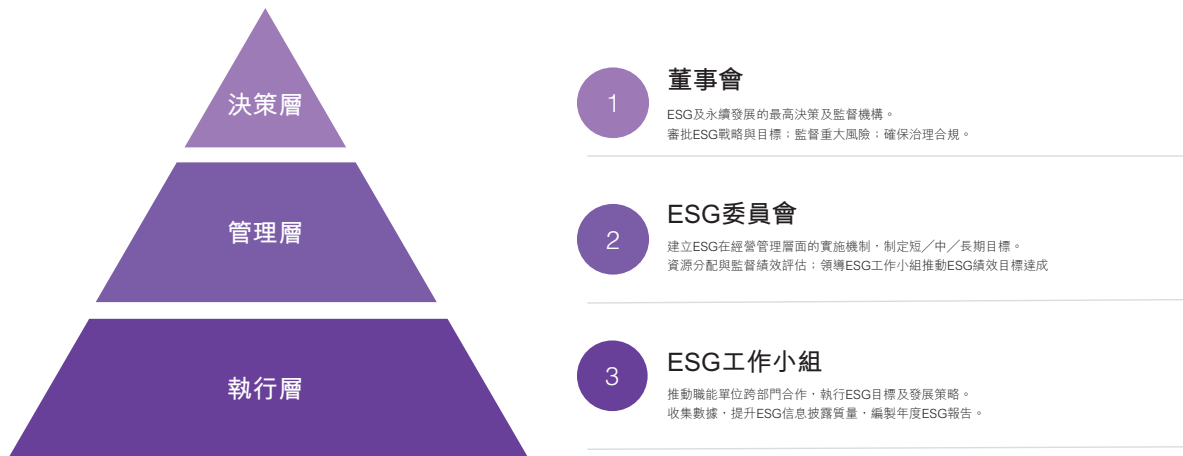 決策層
管理層
執行層
1
董事會
ESG及永續發展的最高決策及監督機構。
審批ESG戰略與目標；監督重大風險；確保治理合規。
2
ESG委員會
建立ESG在經營管理層面的實施機制，制定短／中／長期目標。
資源分配與監督績效評估；領導ESG工作小組推動ESG績效目標達成
3
ESG工作小組
推動職能單位跨部門合作，執行ESG目標及發展策略。
收集數據，提升ESG信息披露質量，編製年度ESG報告。